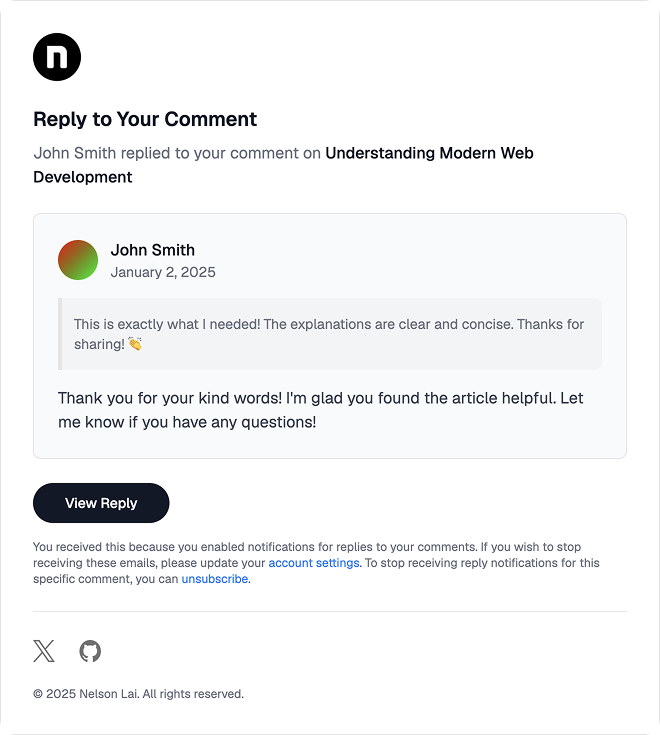 n
Reply to Your Comment
John Smith replied to your comment on Understanding Modern Web
Development
John Smith
January 2, 2025
This is exactly what I needed! The explanations are clear and concise. Thanks for
sharing! 👏
Thank you for your kind words! I'm glad you found the article helpful. Let
me know if you have any questions!
View Reply
You received this because you enabled notifications for replies to your comments. If you wish to stop
receiving these emails, please update your account settings. To stop receiving reply notifications for this
specific comment, you can unsubscribe.
© 2025 Nelson Lai. All rights reserved.